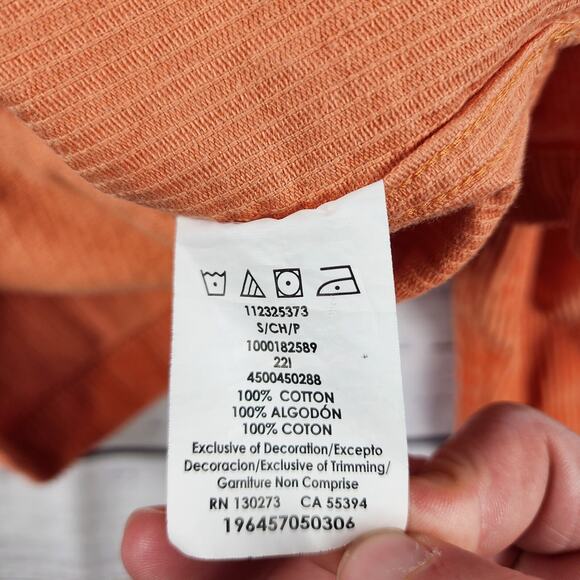 112325373
S/CH/P
1000182589
22I
4500450288
100% COTTON
100% ALGODÓN
100% COTON
Exclusive of Decoration/Excepto
Decoracion/Exclusive of Trimming/
Garniture Non Comprise
RN 130273 CA 55394
196457050306